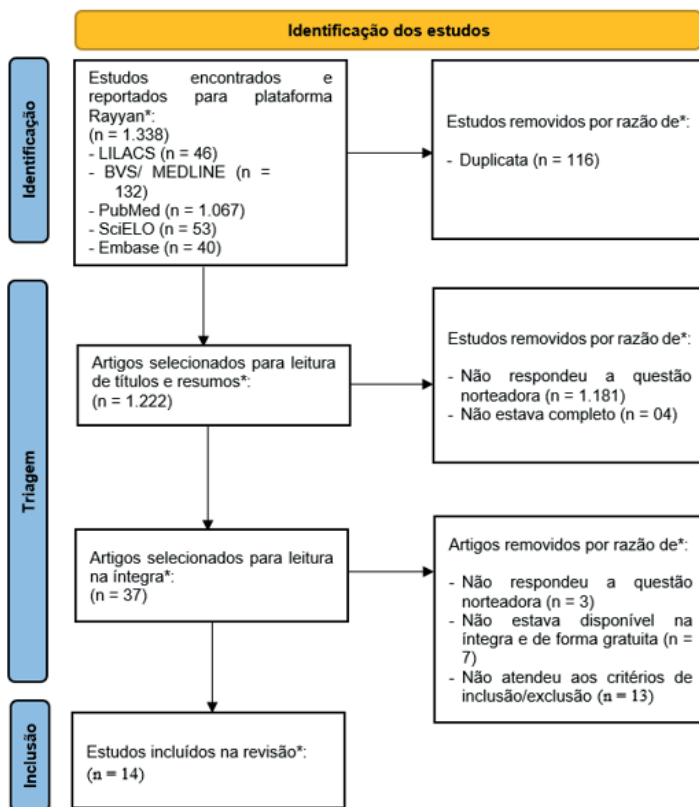 Identificação dos estudos
Identificação
Estudos encontrados e
reportados para plataforma
Rayyan*:
(n = 1.338)
- LILACS (n = 46)
- BVS/ MEDLINE (n =
132)
- PubMed (n = 1.067)
- SciELO (n = 53)
- Embase (n = 40)
Estudos removidos por razão de*:
- Duplicata (n = 116)
Triagem
Artigos selecionados para leitura
de títulos e resumos*:
(n = 1.222)
Estudos removidos por razão de*:
- Não respondeu a questão
norteadora (n = 1.181)
- Não estava completo (n = 04)
Artigos selecionados para leitura
na íntegra*:
(n = 37)
Artigos removidos por razão de*:
- Não respondeu a questão
norteadora (n = 3)
- Não estava disponível na
íntegra e de forma gratuita (n =
7)
- Não atendeu aos critérios de
inclusão/exclusão (n = 13)
Inclusão
Estudos incluídos na revisão*:
(n = 14)